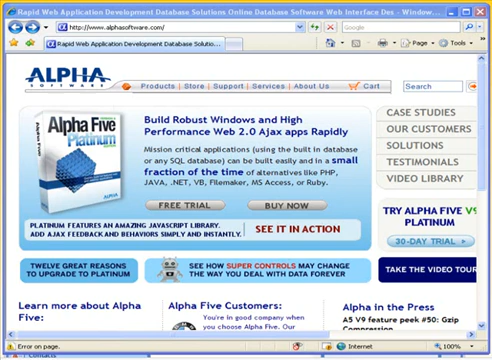 Rapid Web Application Development Database Solutions Online Database Software Web Interface Des - Window...
http://www.alphasoftware.com/
Google
Rapid Web Application Development Database Solutio...
Page
Tools
ALPHA
SOFTWARE
Products | Store | Support | Services | About Us
Cart
Search
Alpha Five
Platinum
Build Robust Windows and High
Performance Web 2.0 Ajax apps Rapidly
Mission critical applications (using the built in database
or any SQL database) can be built easily and in a small
fraction of the time of alternatives like PHP,
JAVA, .NET, VB, Filemaker, MS Access, or Ruby.
FREE TRIAL
BUY NOW
PLATINUM FEATURES AN AMAZING JAVASCRIPT LIBRARY.
ADD AJAX FEEDBACK AND BEHAVIORS SIMPLY AND INSTANTLY.
SEE IT IN ACTION
CASE STUDIES
OUR CUSTOMERS
SOLUTIONS
TESTIMONIALS
VIDEO LIBRARY
TRY ALPHA FIVE V9
PLATINUM
30-DAY TRIAL
TWELVE GREAT REASONS
TO UPGRADE TO PLATINUM
SEE HOW SUPER CONTROLS MAY CHANGE
THE WAY YOU DEAL WITH DATA FOREVER
TAKE THE VIDEO TOUR
Learn more about Alpha
Five:
Alpha Five Customers:
You're in good company when
you choose Alpha Five. Our
Alpha in the Press
A5 V9 feature peek #50: Gzip
Compression
Error on page.
Internet
100%
Contacts